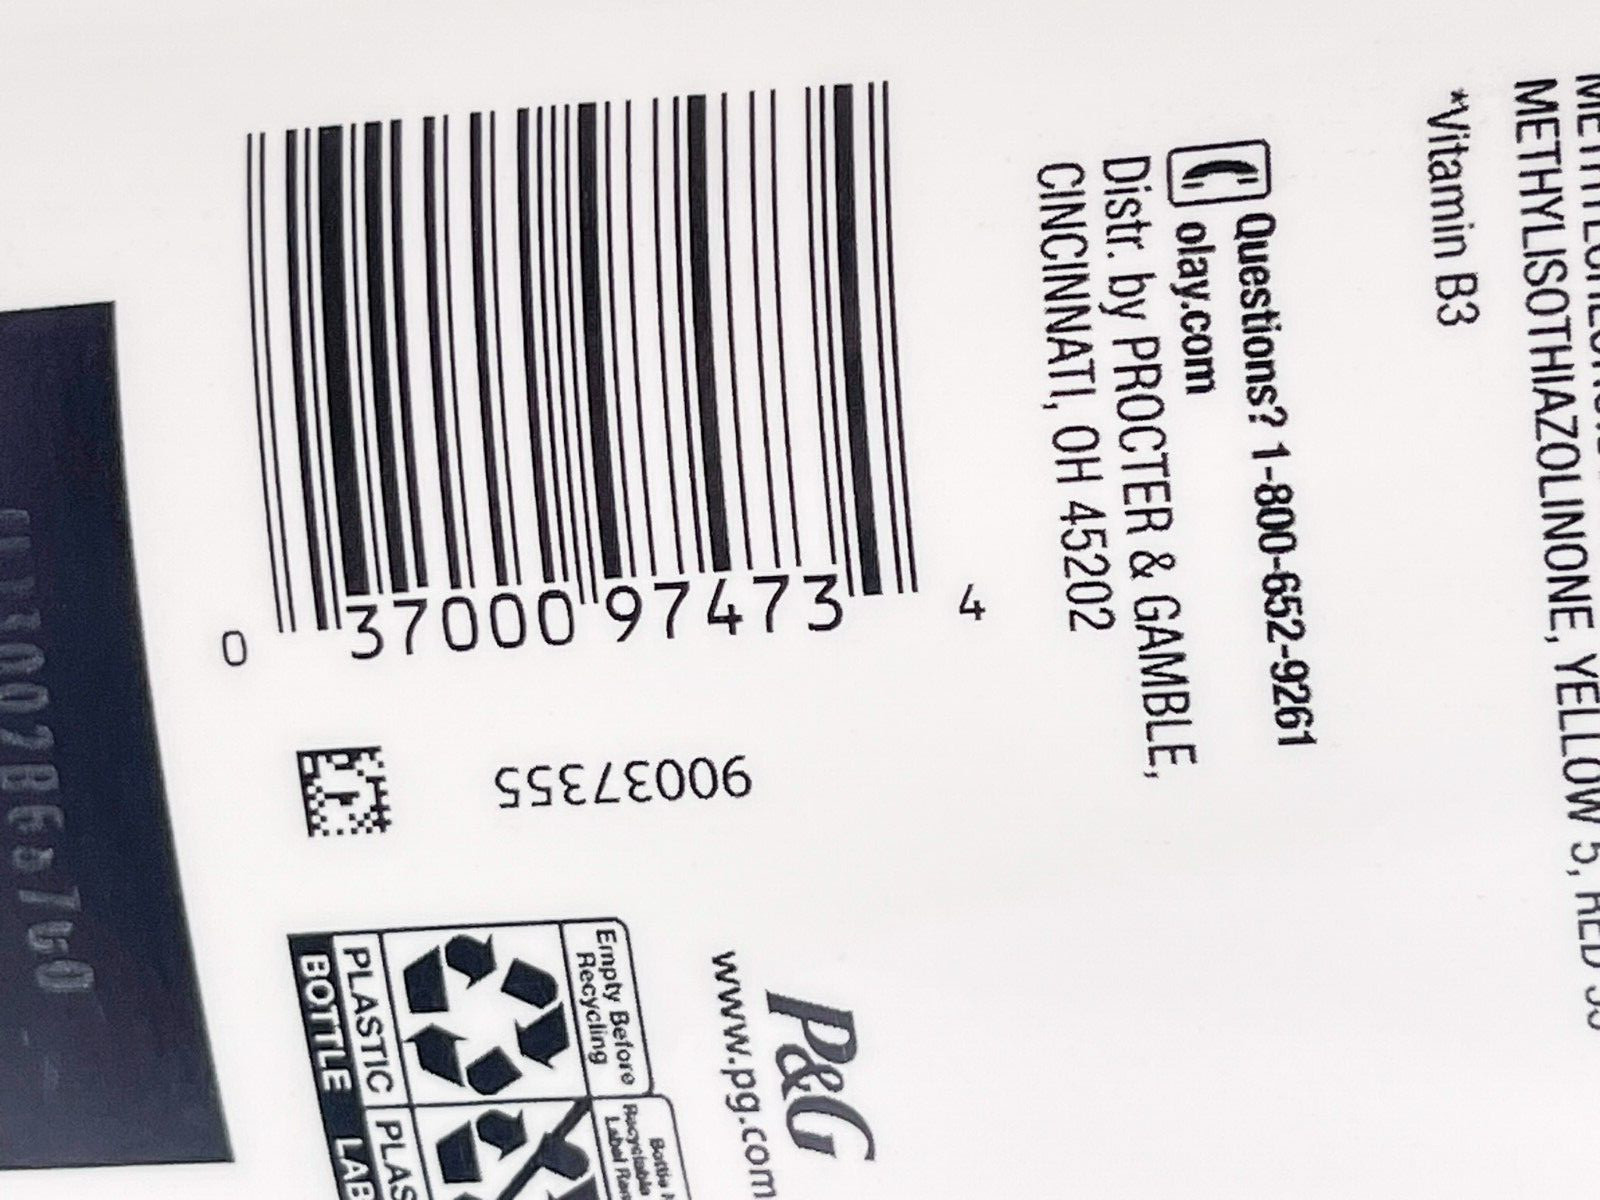 METHYLISOTHIAZOLINONE, YELLOW 5, RED 33
*Vitamin B3
Questions? 1-800-652-9261
olay.com
Distr. by PROCTER & GAMBLE,
CINCINNATI, OH 45202
0 37000 97473 4
90037355
P&G
www.pg.com
Empty Before
Recycling
PLASTIC
BOTTLE